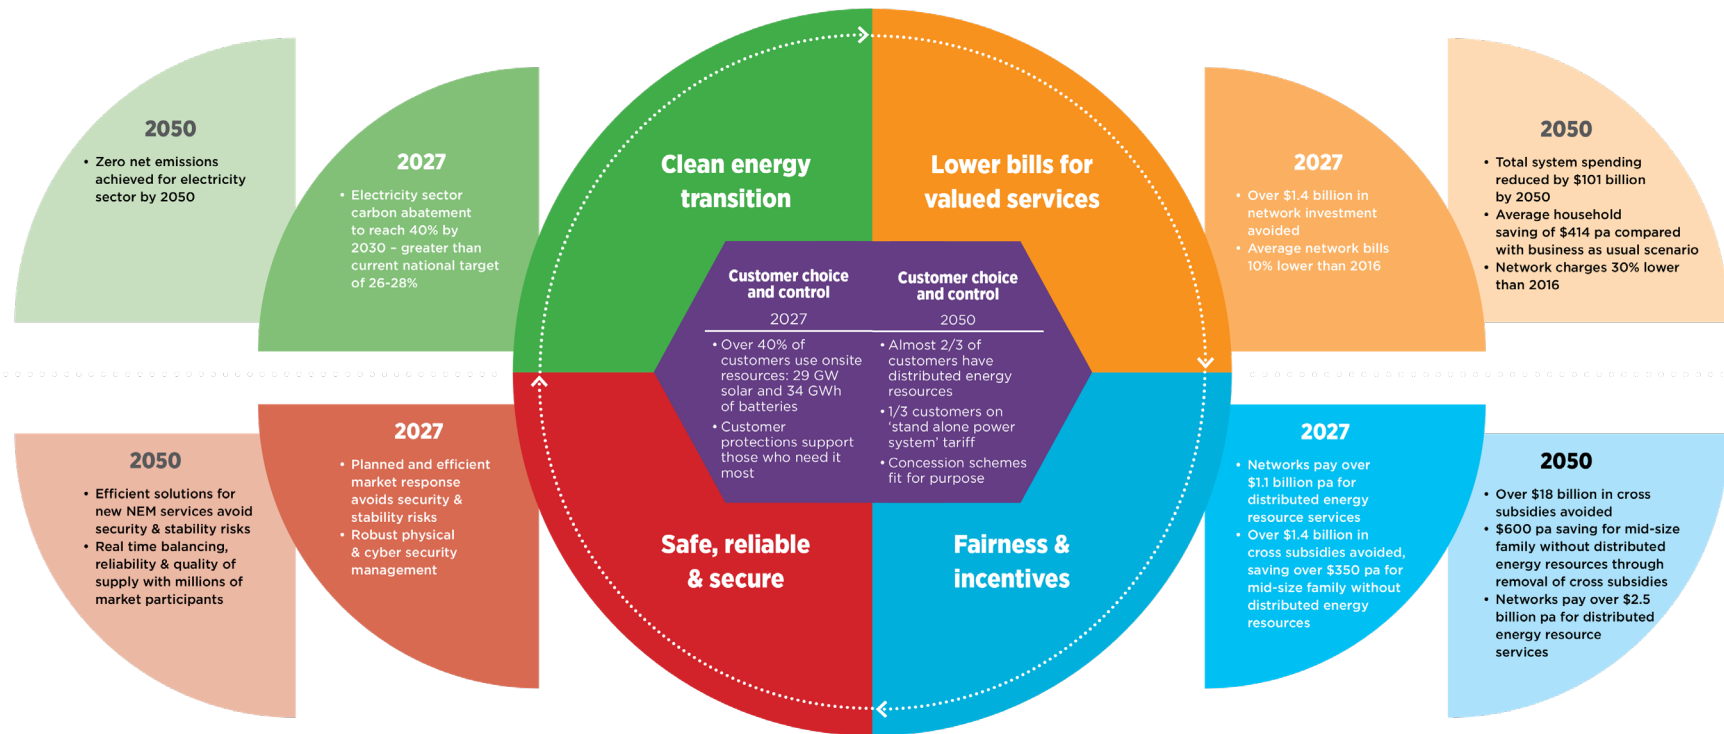 2050
• Zero net emissions
achieved for electricity
sector by 2050
2027
• Electricity sector
carbon abatement
to reach 40% by
2030 – greater than
current national target
of 26-28%
Clean energy
transition
Lower bills for
valued services
2027
• Over $1.4 billion in
network investment
avoided
• Average network bills
10% lower than 2016
2050
• Total system spending
reduced by $101 billion
by 2050
• Average household
saving of $414 pa compared
with business as usual scenario
• Network charges 30% lower
than 2016
Customer choice
and control
2027
• Over 40% of
customers use onsite
resources: 29 GW
solar and 34 GWh
of batteries
• Customer
protections support
those who need it
most
Customer choice
and control
2050
• Almost 2/3 of
customers have
distributed energy
resources
• 1/3 customers on
‘stand alone power
system’ tariff
• Concession schemes
fit for purpose
2050
• Efficient solutions for
new NEM services avoid
security & stability risks
• Real time balancing,
reliability & quality of
supply with millions of
market participants
2027
• Planned and efficient
market response
avoids security &
stability risks
• Robust physical
& cyber security
management
Safe, reliable
& secure
Fairness &
incentives
2027
• Networks pay over
$1.1 billion pa for
distributed energy
resource services
• Over $1.4 billion in
cross subsidies avoided,
saving over $350 pa for
mid-size family without
distributed energy
resources
2050
• Over $18 billion in cross
subsidies avoided
• $600 pa saving for mid-size
family without distributed
energy resources through
removal of cross subsidies
• Networks pay over $2.5
billion pa for distributed
energy resource
services